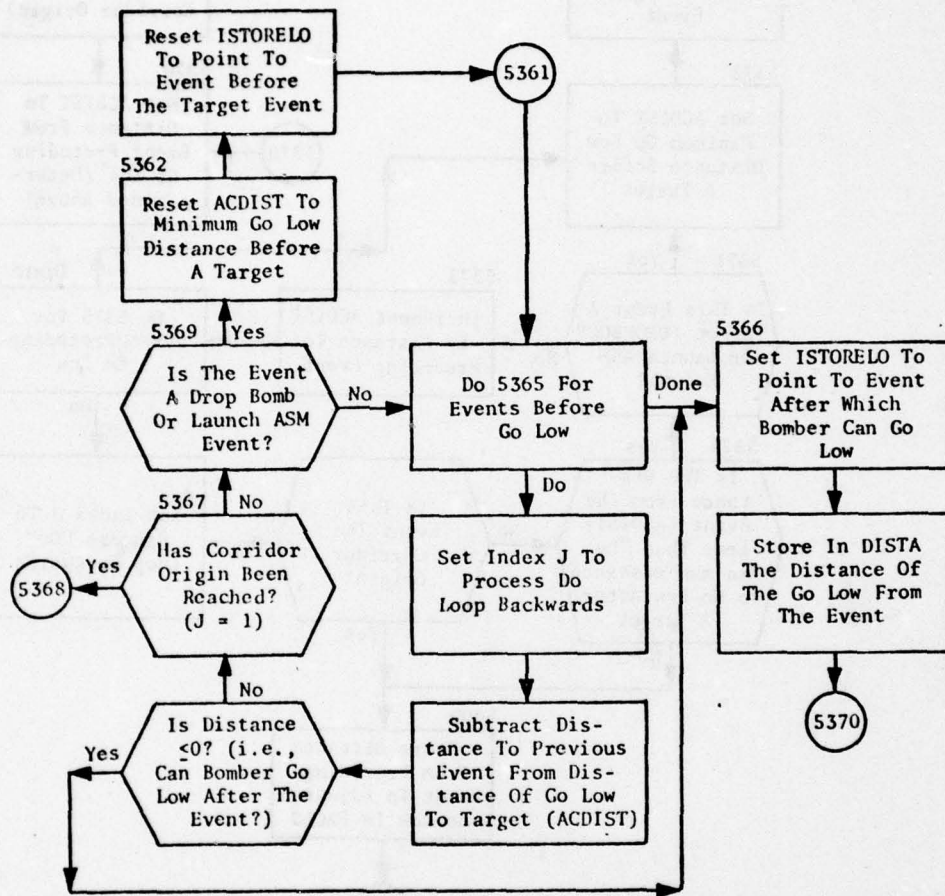 Reset ISTORELO
To Point To
Event Before
The Target Event
5361
5362
Reset ACDIST To
Minimum Go Low
Distance Before
A Target
5369
Yes
Is The Event
A Drop Bomb
Or Launch ASM
Event?
No
Do 5365 For
Events Before
Go Low
Done
5366
Set ISTORELO To
Point To Event
After Which
Bomber Can Go
Low
Do
5367
No
Has Corridor
Origin Been
Reached?
(J = 1)
Yes
5368
Set Index J To
Process Do
Loop Backwards
Store In DISTA
The Distance Of
The Go Low From
The Event
5370
No
Is Distance
≤0? (i.e.,
Can Bomber Go
Low After The
Event?)
Yes
Subtract Dis-
tance To Previous
Event From Dis-
tance Of Go Low
To Target (ACDIST)